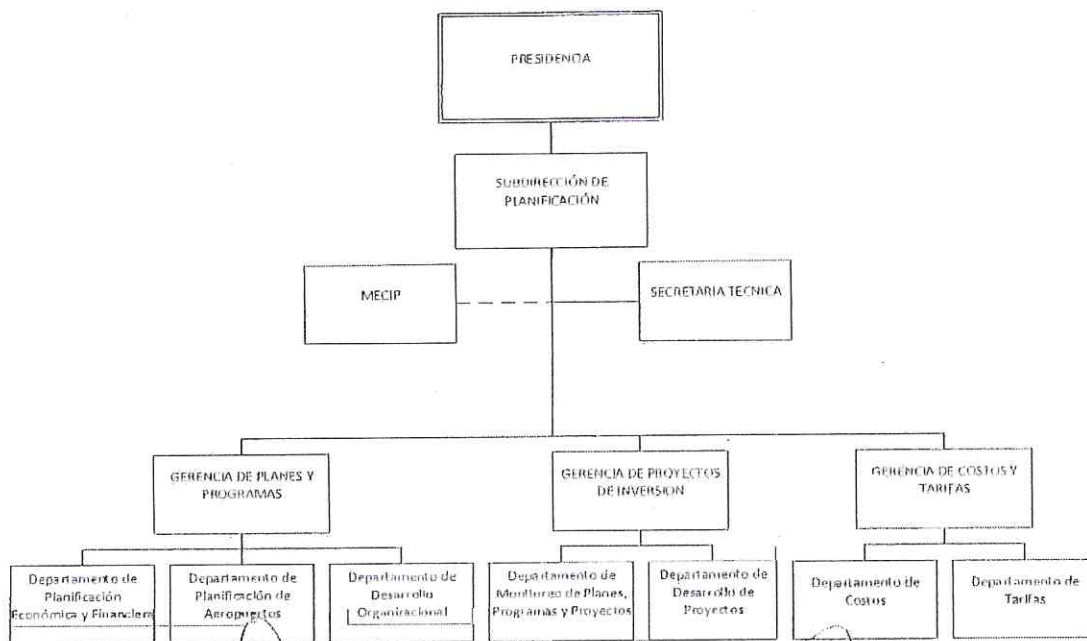 PRESIDENCIA
SUBDIRECCIÓN DE
PLANIFICACIÓN
MECIP
SECRETARIA TECNICA
GERENCIA DE PLANES Y
PROGRAMAS
GERENCIA DE PROYECTOS
DE INVERSION
GERENCIA DE COSTOS Y
TARIFAS
Departamento de
Planificación
Económica y Financiera
Departamento de
Planificación de
Aeropuertos
Departamento de
Desarrollo
Organizacional
Departamento de
Monitoreo de Planes,
Programas y Proyectos
Departamento de
Desarrollo de
Proyectos
Departamento de
Costos
Departamento de
Tarifas